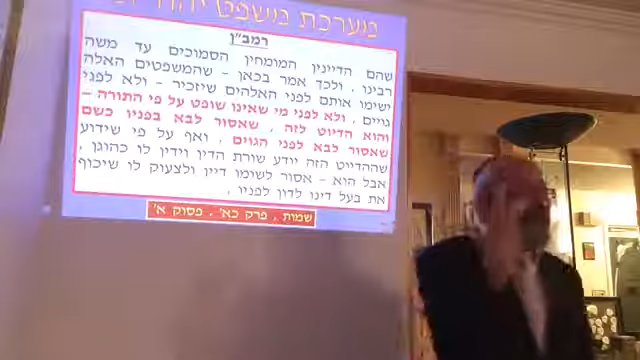 מערכת משפט יהודית
רמב"ן
שהם הדיינין המומחין הסמוכים עד משה
רבינו . ולכך אמר בכאן – שהמשפטים האלה
ישימו אותם לפני האלהים שיזכיר – ולא לפני
גויים . ולא לפני מי שאינו שופט על פי התורה –
והוא הדיוט לזה . שאסור לבא בפניו כשם
שאסור לבא לפני הגוים . ואף על פי שידוע
שההדיוט הזה יודע שורת הדין וידין לו כהוגן ,
אבל הוא – אסור לשומו דיין ולצעוק לו שיכוף
את בעל דינו לדון לפניו .
שמות , פרק כא' . פסוק א'